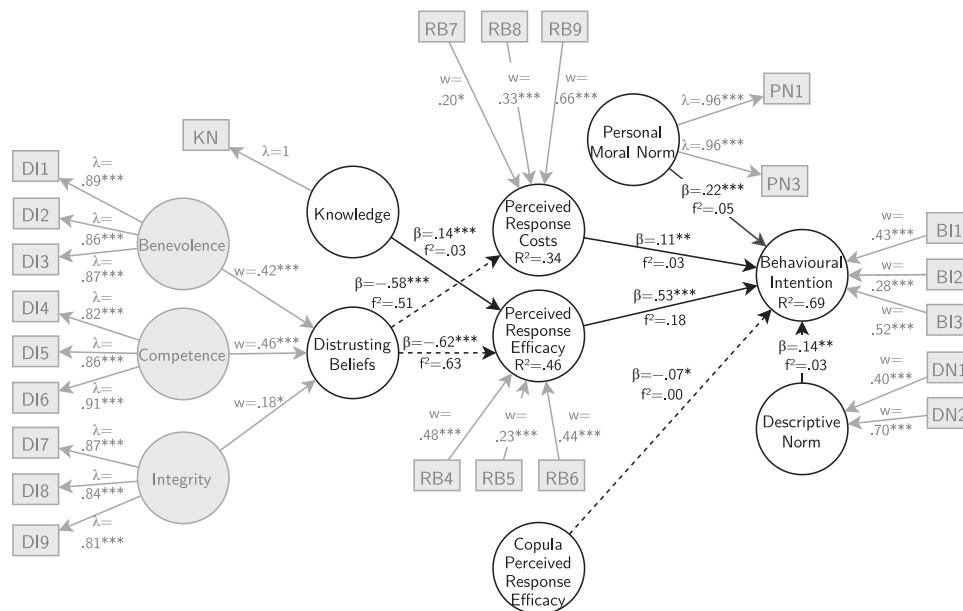 RB7
RB8
RB9
w=
.20*
w=
.33***
w=
.66***
KN
λ=1
Personal
Moral Norm
λ=.96***
PN1
λ=.96***
PN3
β=.22***
f²=.05
DI1
λ=
.89***
DI2
λ=
.86***
DI3
λ=
.87***
Benevolence
w=.42***
DI4
λ=
.82***
DI5
λ=
.86***
DI6
λ=
.91***
Competence
w=.46***
DI7
λ=
.87***
DI8
λ=
.84***
DI9
λ=
.81***
Integrity
w=.18*
Knowledge
β=.14***
f²=.03
Distrusting
Beliefs
β=−.58***
f²=.51
β=−.62***
f²=.63
Perceived
Response
Costs
R²=.34
β=.11**
f²=.03
Perceived
Response
Efficacy
R²=.46
β=.53***
f²=.18
w=
.48***
w=
.23***
w=
.44***
RB4
RB5
RB6
Behavioural
Intention
R²=.69
w=
.43***
BI1
w=
.28***
BI2
w=
.52***
BI3
β=.14**
f²=.03
β=−.07*
f²=.00
Descriptive
Norm
w=
.40***
DN1
w=
.70***
DN2
Copula
Perceived
Response
Efficacy